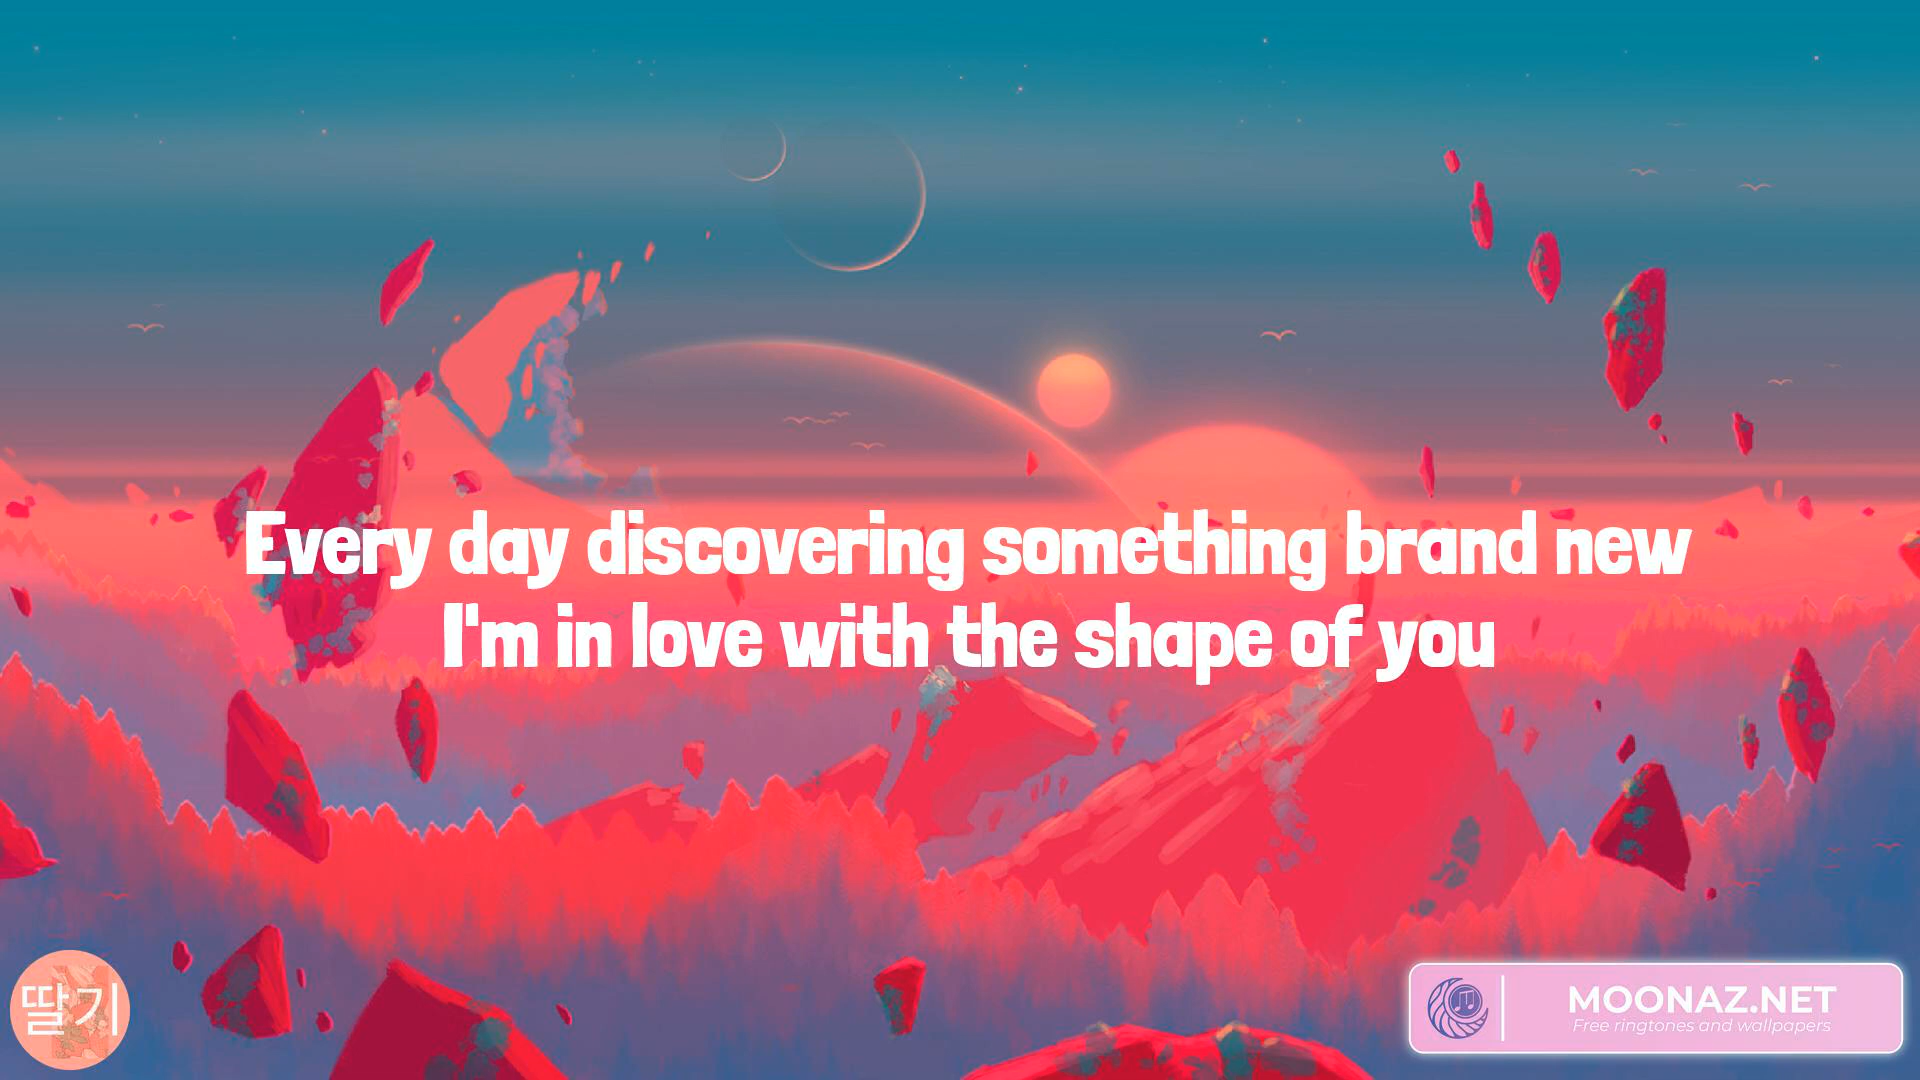 Every day discovering something brand new
I'm in love with the shape of you
딸기
MOONAZ.NET
Free ringtones and wallpapers